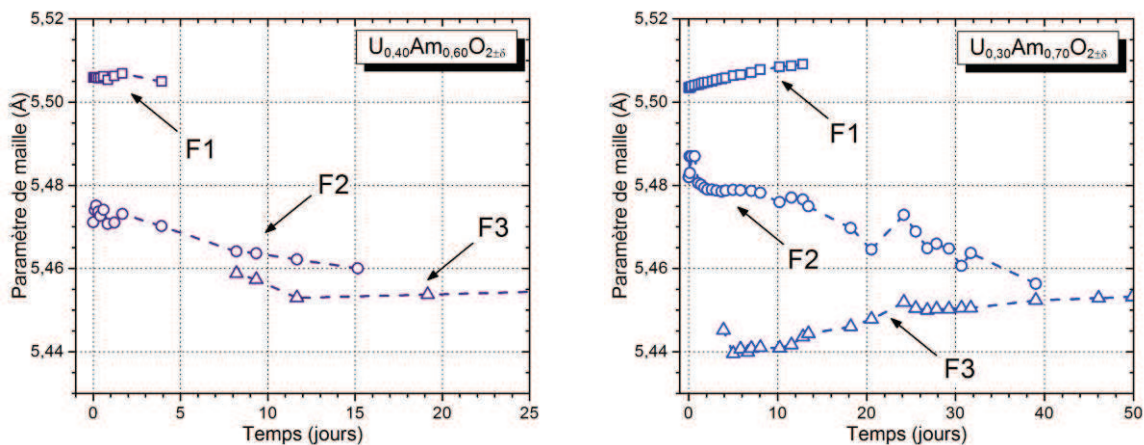 5,52
5,50
5,48
5,46
5,44
Paramètre de maille (Å)
U0,40Am0,60O2±δ
F1
F2
F3
0 5 10 15 20 25
Temps (jours)
5,52
5,50
5,48
5,46
5,44
Paramètre de maille (Å)
U0,30Am0,70O2±δ
F1
F2
F3
0 10 20 30 40 50
Temps (jours)